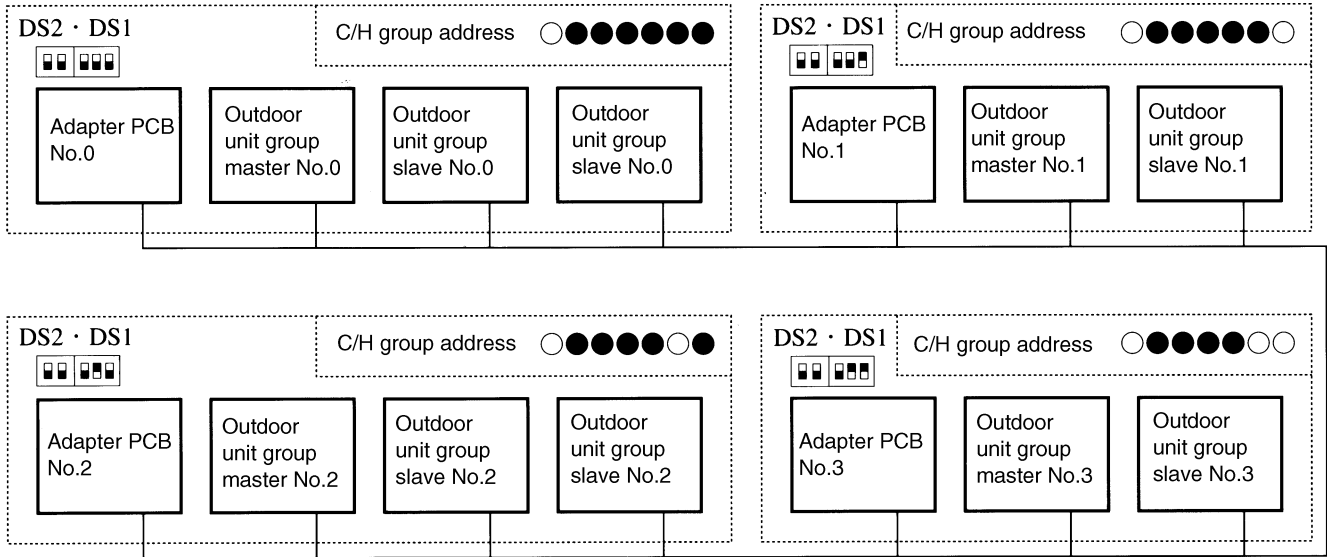 DS2・DS1
C/H group address
Adapter PCB
No.0
Outdoor
unit group
master No.0
Outdoor
unit group
slave No.0
Outdoor
unit group
slave No.0
DS2・DS1
C/H group address
Adapter PCB
No.1
Outdoor
unit group
master No.1
Outdoor
unit group
slave No.1
DS2・DS1
C/H group address
Adapter PCB
No.2
Outdoor
unit group
master No.2
Outdoor
unit group
slave No.2
Outdoor
unit group
slave No.2
DS2・DS1
C/H group address
Adapter PCB
No.3
Outdoor
unit group
master No.3
Outdoor
unit group
slave No.3